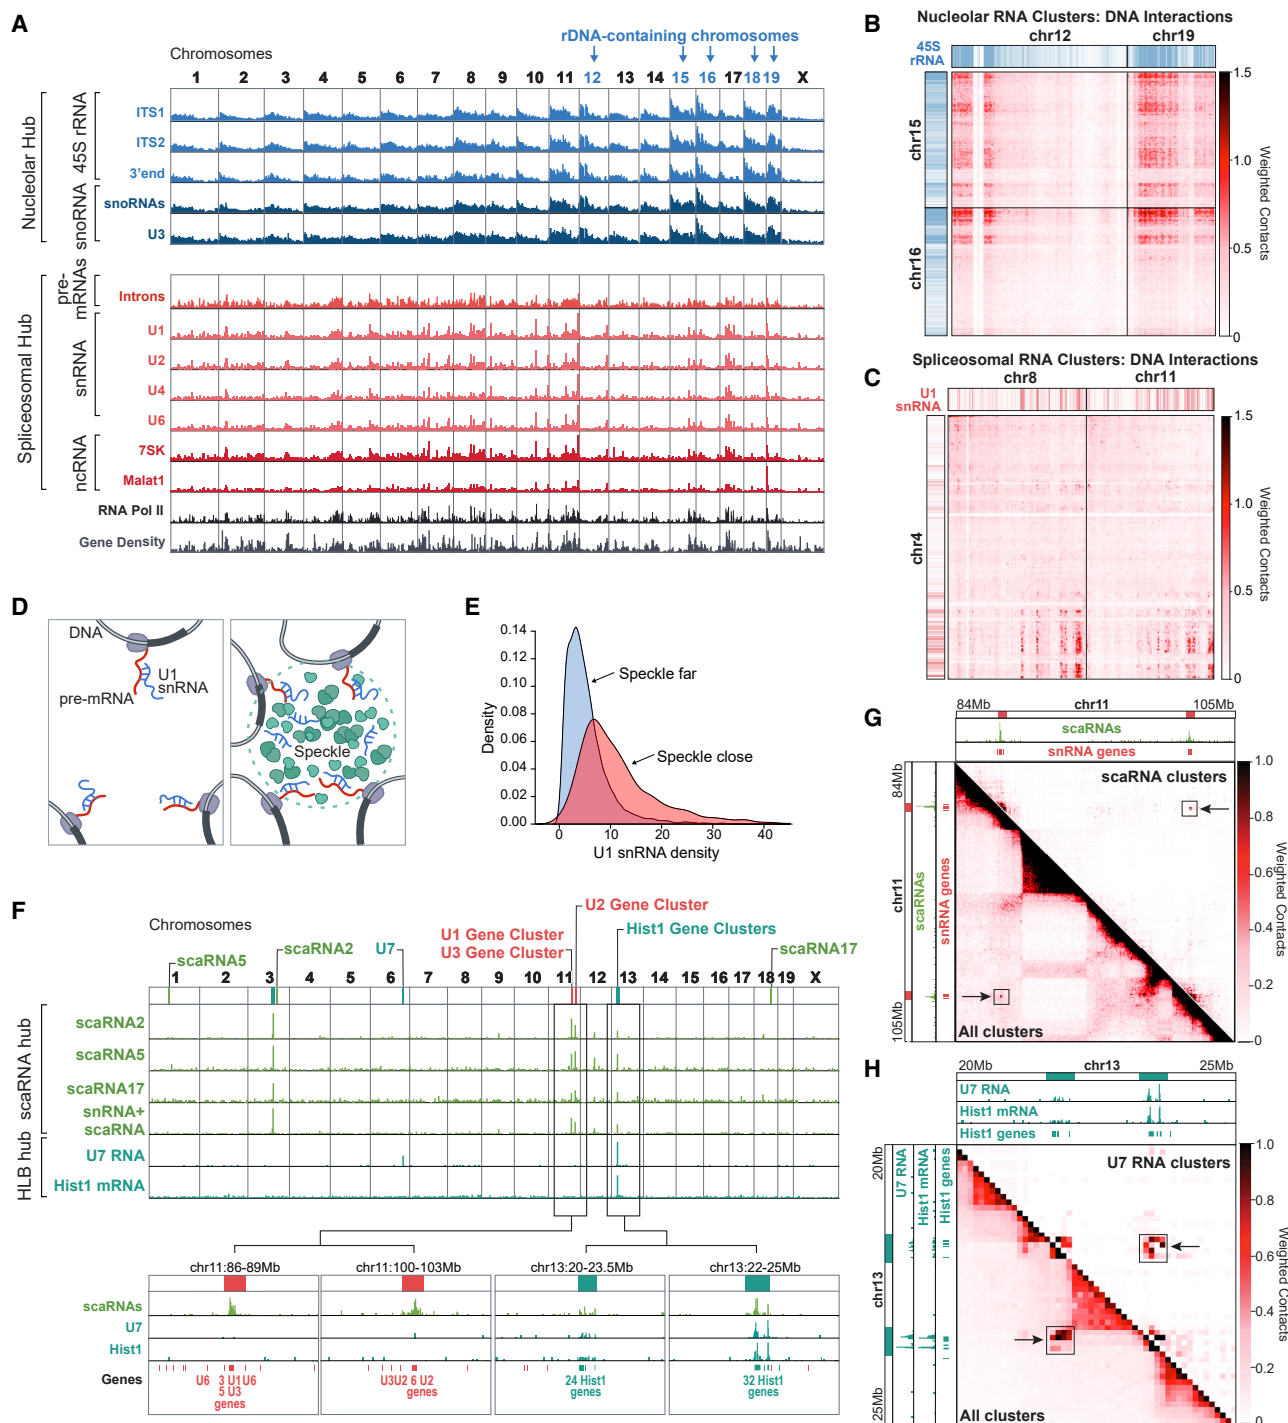 A
rDNA-containing chromosomes
Chromosomes
1 2 3 4 5 6 7 8 9 10 11 12 13 14 15 16 17 18 19 X
Nucleolar Hub
45S rRNA
ITS1
ITS2
3'end
snoRNA
snoRNAs
U3
Spliceosomal Hub
pre-
mRNAs
Introns
snRNA
U1
U2
U4
U6
ncRNA
7SK
Malat1
RNA Pol II
Gene Density
B
Nucleolar RNA Clusters: DNA Interactions
chr12 chr19
45S
rRNA
chr15
chr16
1.5
1.0
0.5
0
Weighted Contacts
C
Spliceosomal RNA Clusters: DNA Interactions
chr8 chr11
U1
snRNA
chr4
1.5
1.0
0.5
0
Weighted Contacts
D
DNA
U1
snRNA
pre-mRNA
Speckle
E
0.14
0.12
0.10
0.08
0.06
0.04
0.02
0.00
Density
Speckle far
Speckle close
0 10 20 30 40
U1 snRNA density
F
Chromosomes
U2 Gene Cluster
U1 Gene Cluster
U3 Gene Cluster
Hist1 Gene Clusters
scaRNA5
scaRNA2
U7
scaRNA17
1 2 3 4 5 6 7 8 9 10 11 12 13 14 15 16 17 18 19 X
scaRNA hub
scaRNA2
scaRNA5
scaRNA17
snRNA+
scaRNA
HLB hub
U7 RNA
Hist1 mRNA
chr11:86-89Mb chr11:100-103Mb chr13:20-23.5Mb chr13:22-25Mb
scaRNAs
U7
Hist1
Genes
U6 3 U1 U6
5 U3
genes
U3U2 6 U2
genes
24 Hist1
genes
32 Hist1
genes
G
84Mb chr11 105Mb
scaRNAs
snRNA genes
84Mb
chr11
105Mb
scaRNAs
snRNA genes
scaRNA clusters
All clusters
1.0
0.8
0.6
0.4
0.2
0
Weighted Contacts
H
20Mb chr13 25Mb
U7 RNA
Hist1 mRNA
Hist1 genes
20Mb
chr13
25Mb
U7 RNA
Hist1 mRNA
Hist1 genes
U7 RNA clusters
All clusters
1.0
0.8
0.6
0.4
0.2
0
Weighted Contacts